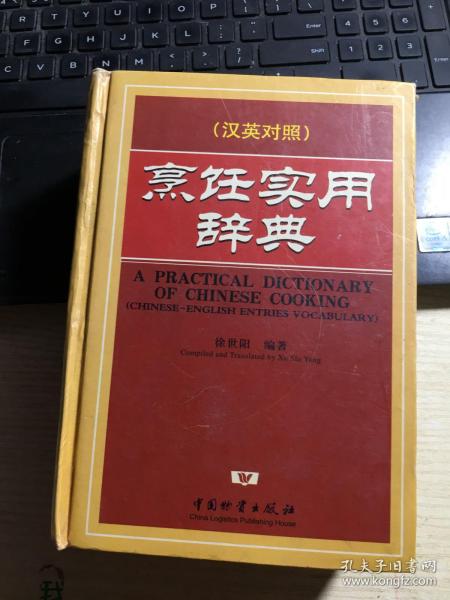 （汉英对照）
烹饪实用
辞典
A PRACTICAL DICTIONARY
OF CHINESE COOKING
(CHINESE-ENGLISH ENTRIES VOCABULARY)
徐世阳 编著
Compiled and Translated by Xu Shi Yang
中国物资出版社
China Logistics Publishing House
孔夫子旧书网
www.kongfz.com